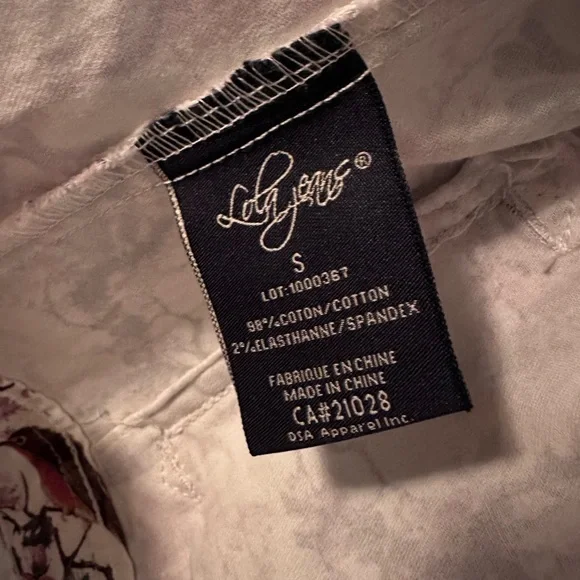 Lola Jeans®
S
LOT:1000367
98%COTON/COTTON
2%ELASTHANNE/SPANDEX
FABRIQUE EN CHINE
MADE IN CHINE
CA#21028
DSA Apparel Inc.